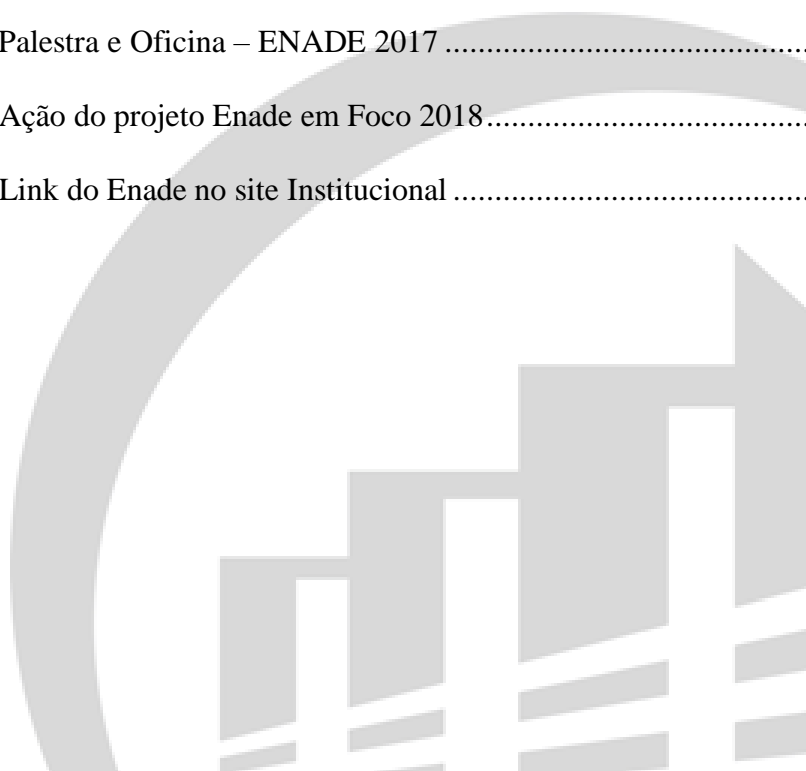 Palestra e Oficina – ENADE 2017 ............................................
Ação do projeto Enade em Foco 2018.......................................
Link do Enade no site Institucional ...........................................